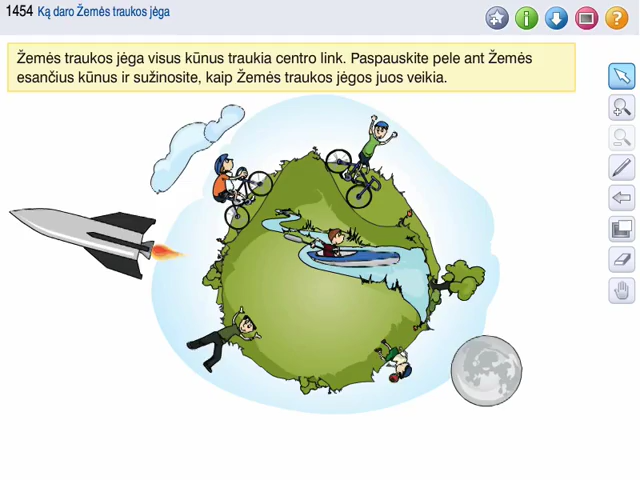 1454 Ką daro Žemės traukos jėga
Žemės traukos jėga visus kūnus traukia centro link. Paspauskite pele ant Žemės
esančius kūnus ir sužinosite, kaip Žemės traukos jėgos juos veikia.